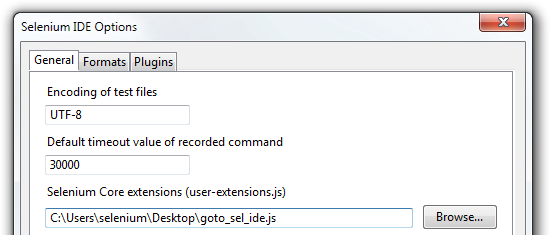 Selenium IDE Options
General Formats Plugins
Encoding of test files
UTF-8
Default timeout value of recorded command
30000
Selenium Core extensions (user-extensions.js)
C:\Users\selenium\Desktop\goto_sel_ide.js Browse...